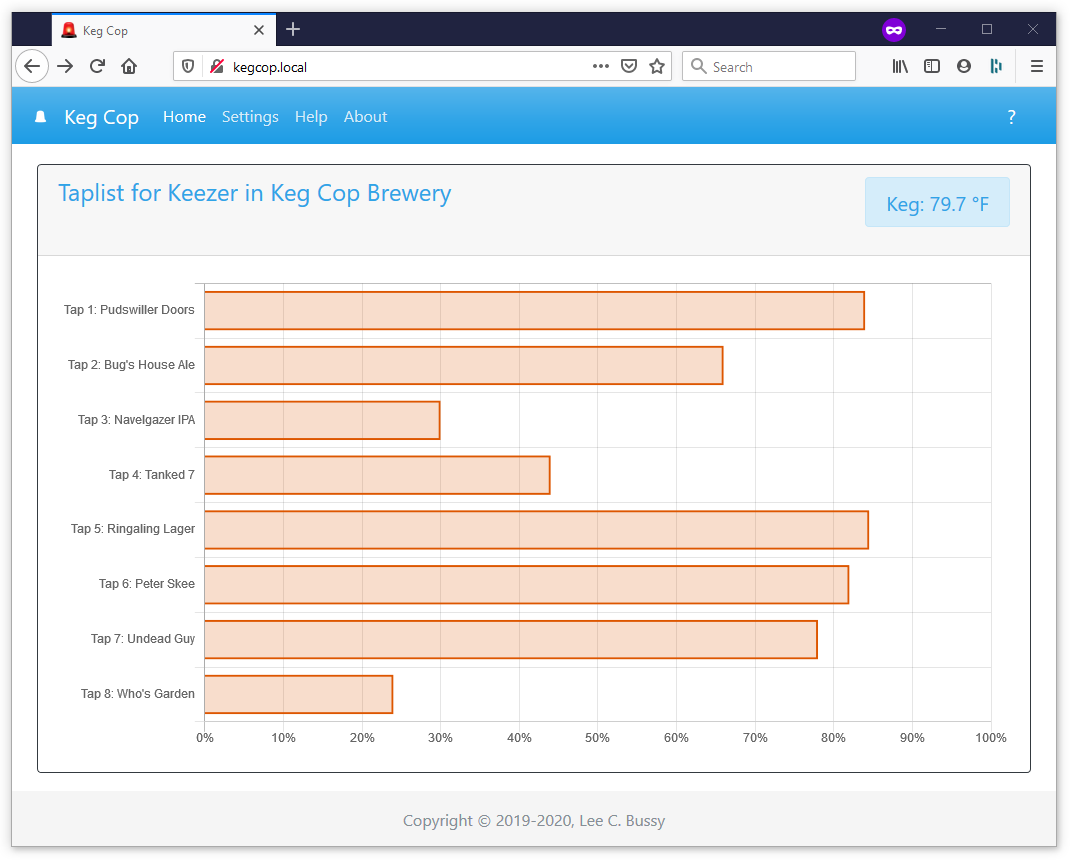 Keg Cop
kegcop.local
Search
Keg Cop Home Settings Help About ?
Taplist for Keezer in Keg Cop Brewery
Keg: 79.7 °F
Tap 1: Pudswiller Doors
Tap 2: Bug's House Ale
Tap 3: Navelgazer IPA
Tap 4: Tanked 7
Tap 5: Ringaling Lager
Tap 6: Peter Skee
Tap 7: Undead Guy
Tap 8: Who's Garden
0% 10% 20% 30% 40% 50% 60% 70% 80% 90% 100%
Copyright © 2019-2020, Lee C. Bussy